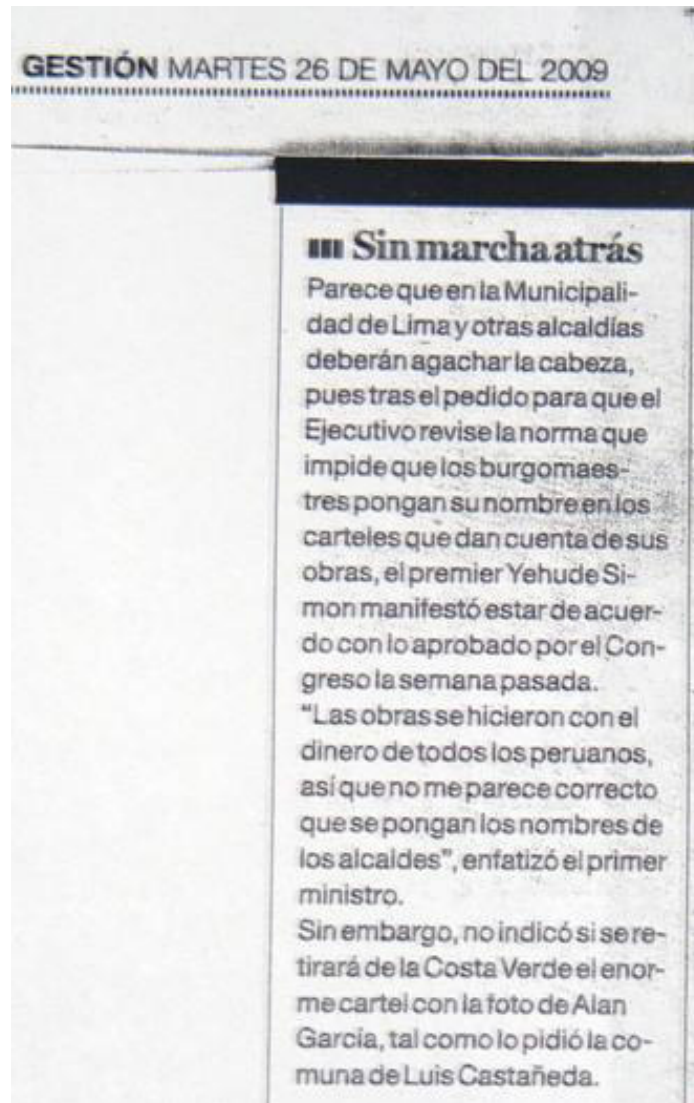 GESTIÓN MARTES 26 DE MAYO DEL 2009
Sin marcha atrás
Parece que en la Municipali-
dad de Lima y otras alcaldías
deberán agachar la cabeza,
pues tras el pedido para que el
Ejecutivo revise la norma que
impide que los burgomaes-
tres pongan su nombre en los
carteles que dan cuenta de sus
obras, el premier Yehude Si-
mon manifestó estar de acuer-
do con lo aprobado por el Con-
greso la semana pasada.
“Las obras se hicieron con el
dinero de todos los peruanos,
así que no me parece correcto
que se pongan los nombres de
los alcaldes”, enfatizó el primer
ministro.
Sin embargo, no indicó si se re-
tirará de la Costa Verde el enor-
me cartel con la foto de Alan
García, tal como lo pidió la co-
muna de Luis Castañeda.